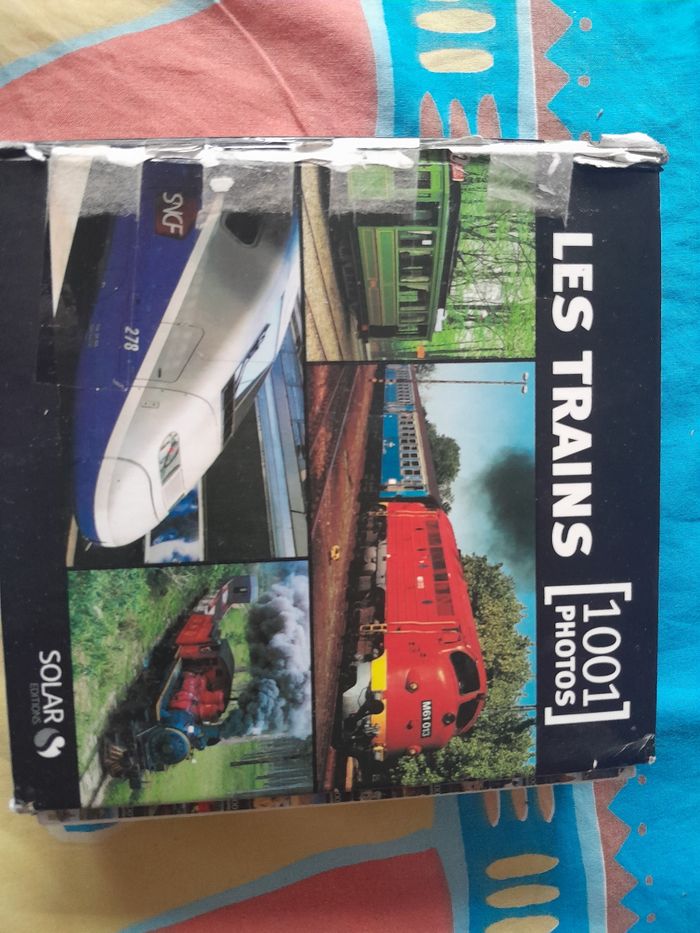 LES TRAINS
[1001
PHOTOS]
SNCF
278
M61 013
SOLAR
EDITIONS